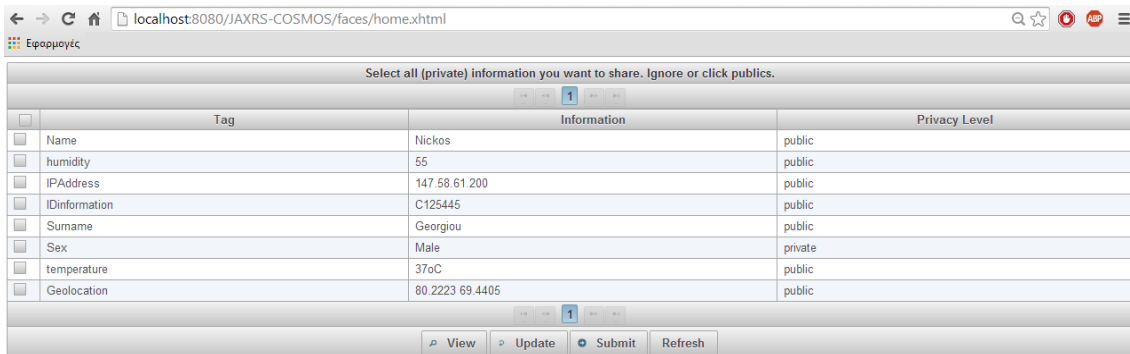 localhost:8080/JAXRS-COSMOS/faces/home.xhtml
ABP
Εφαρμογές
Select all (private) information you want to share. Ignore or click publics.
1
Tag Information Privacy Level
Name Nickos public
humidity 55 public
IPAddress 147.58.61.200 public
IDinformation C125445 public
Surname Georgiou public
Sex Male private
temperature 37oC public
Geolocation 80.2223 69.4405 public
1
View Update Submit Refresh